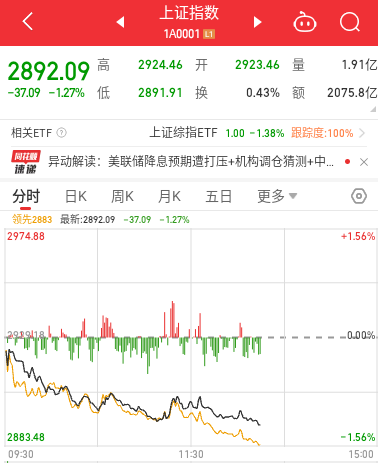 上证指数
1A0001 L1
2892.09 高 2924.46 开 2923.46 量 1.91亿
-37.09 -1.27% 低 2891.91 换 0.43% 额 2075.8亿
相关ETF ? 上证综指ETF 1.00 -1.38% 跟踪度:100%
同花顺
速递 异动解读：美联储降息预期遭打压+机构调仓猜测+中...
分时 日K 周K 月K 五日 更多
领先2883 最新:2892.09 -37.09 -1.27%
2974.88 +1.56%
2929.18 0.00%
2883.48 -1.56%
09:30 11:30 15:00